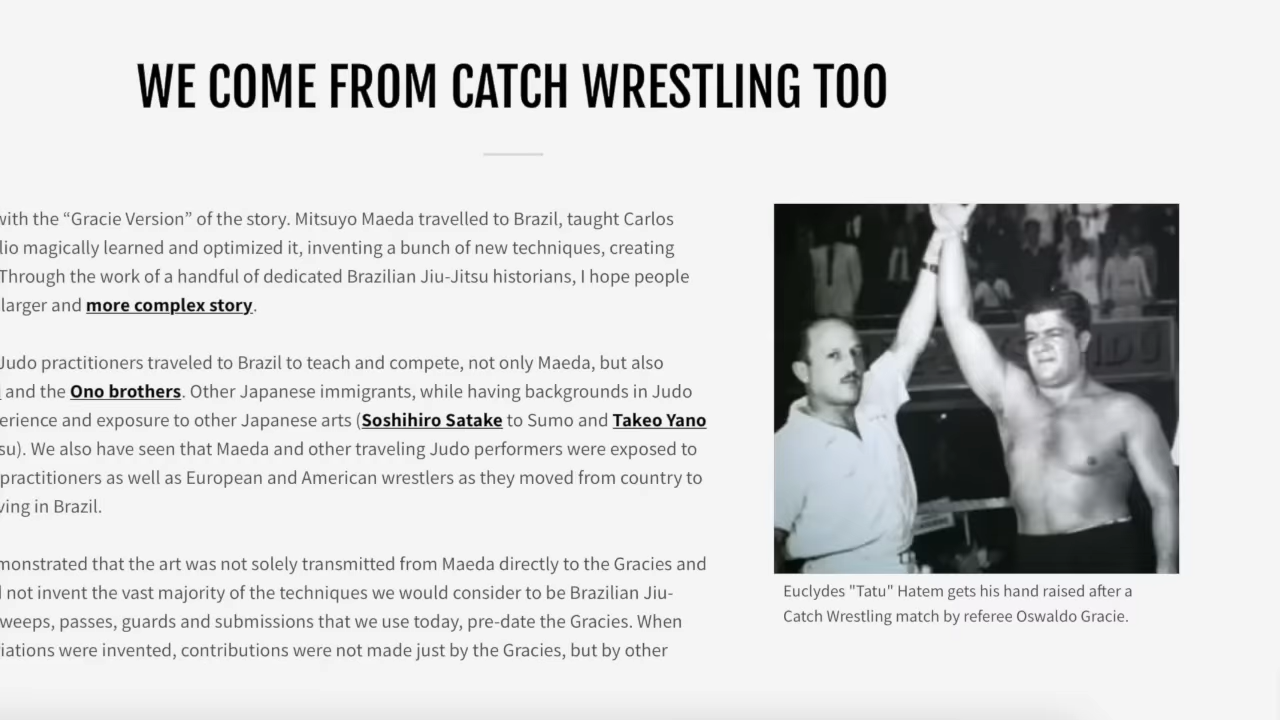 WE COME FROM CATCH WRESTLING TOO
with the “Gracie Version” of the story. Mitsuyo Maeda travelled to Brazil, taught Carlos
lio magically learned and optimized it, inventing a bunch of new techniques, creating
Through the work of a handful of dedicated Brazilian Jiu-Jitsu historians, I hope people
larger and more complex story.
Judo practitioners traveled to Brazil to teach and compete, not only Maeda, but also
and the Ono brothers. Other Japanese immigrants, while having backgrounds in Judo
erience and exposure to other Japanese arts (Soshihiro Satake to Sumo and Takeo Yano
su). We also have seen that Maeda and other traveling Judo performers were exposed to
practitioners as well as European and American wrestlers as they moved from country to
ving in Brazil.
monstrated that the art was not solely transmitted from Maeda directly to the Gracies and
not invent the vast majority of the techniques we would consider to be Brazilian Jiu-
weeps, passes, guards and submissions that we use today, pre-date the Gracies. When
iations were invented, contributions were not made just by the Gracies, but by other
Euclydes "Tatu" Hatem gets his hand raised after a
Catch Wrestling match by referee Oswaldo Gracie.